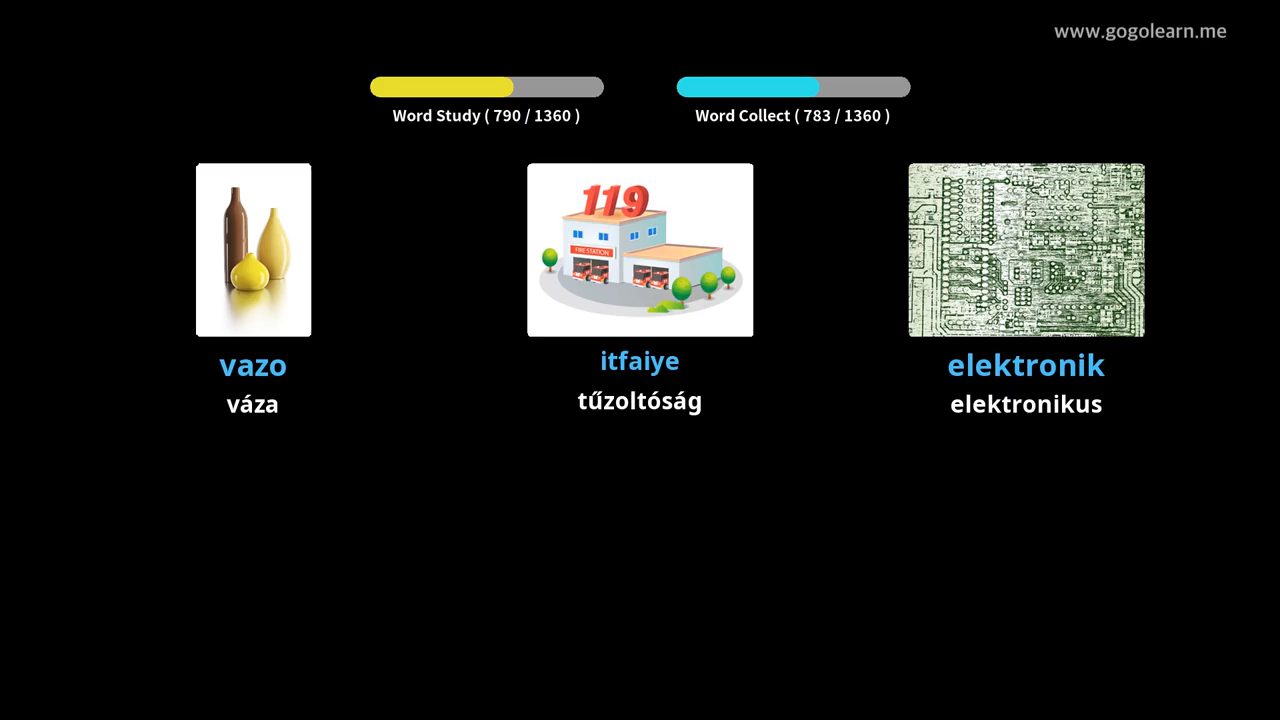 www.gogolearn.me
Word Study ( 790 / 1360 )
Word Collect ( 783 / 1360 )
119
FIRE STATION
vazo
itfaiye
elektronik
váza
tűzoltóság
elektronikus